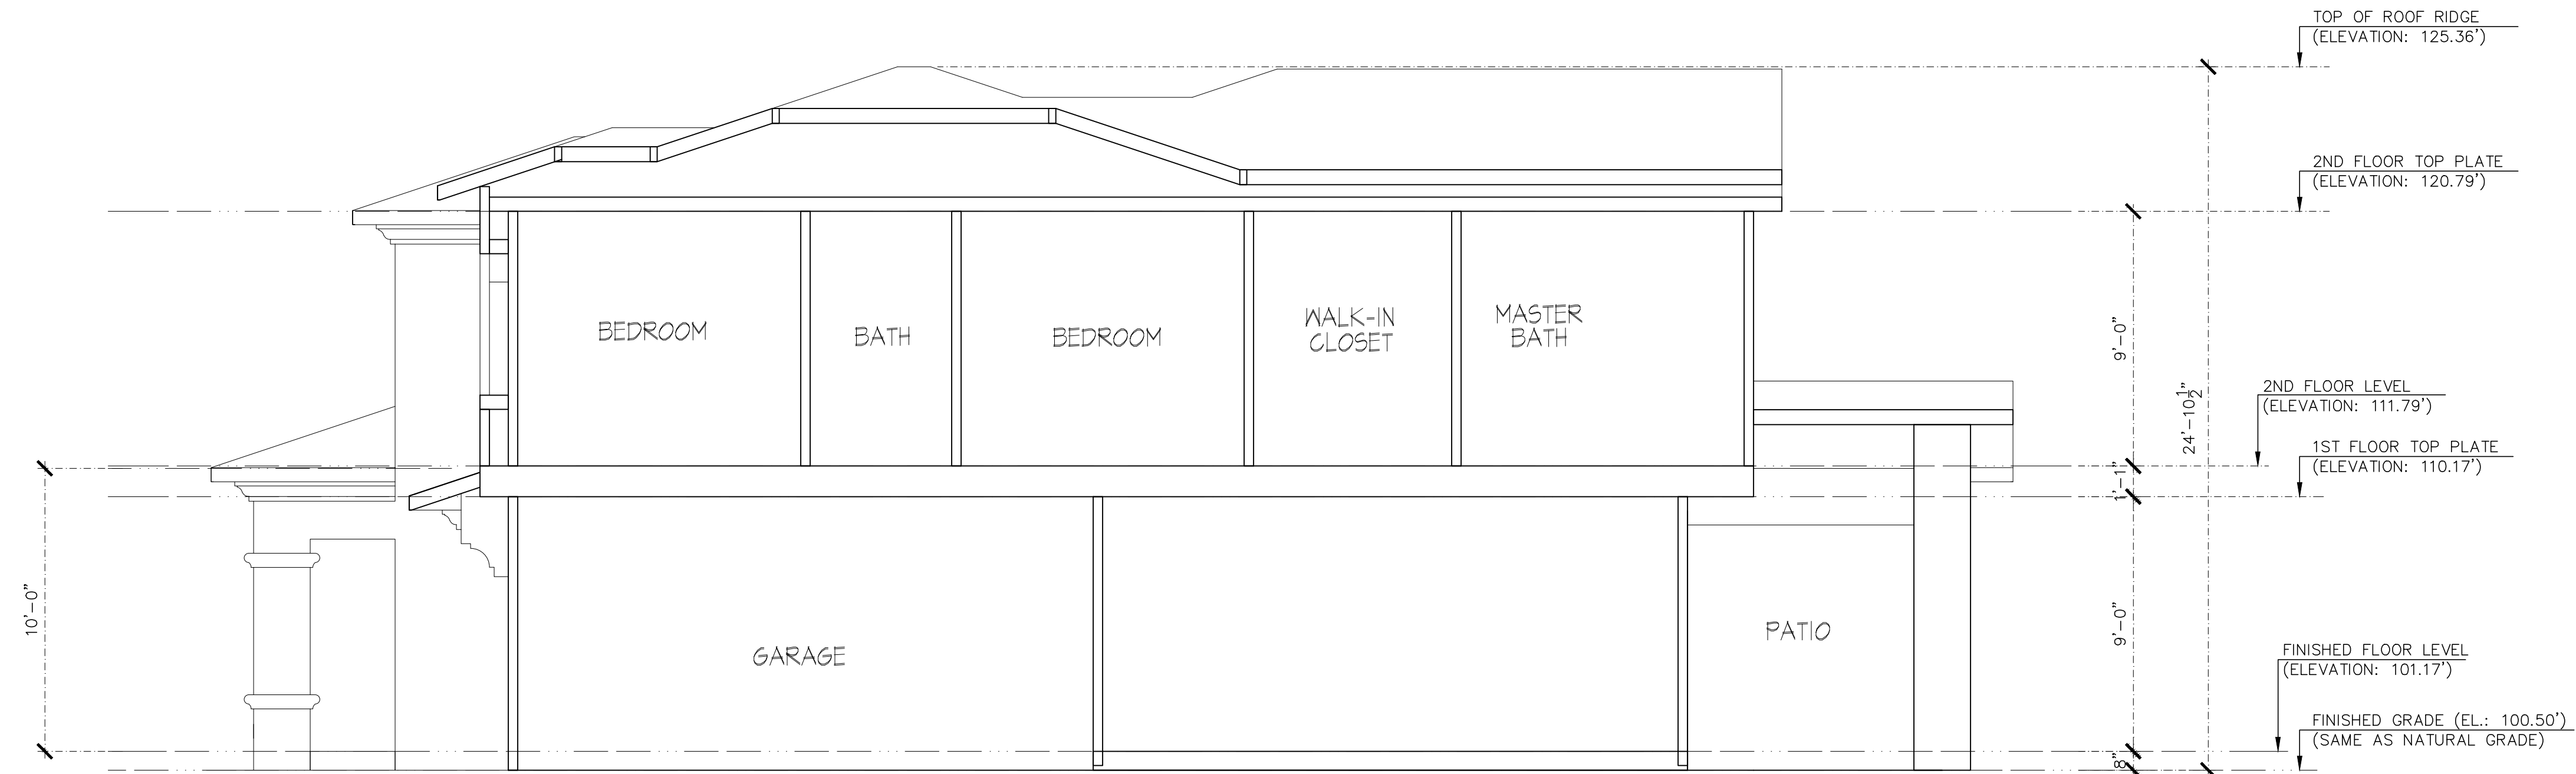 TOP OF ROOF RIDGE
(ELEVATION: 125.36')
2ND FLOOR TOP PLATE
(ELEVATION: 120.79')
BEDROOM
BATH
BEDROOM
WALK-IN
CLOSET
MASTER
BATH
9'-0"
24'-10 1/2"
2ND FLOOR LEVEL
(ELEVATION: 111.79')
1ST FLOOR TOP PLATE
(ELEVATION: 110.17')
1'-1"
10'-0"
GARAGE
PATIO
9'-0"
FINISHED FLOOR LEVEL
(ELEVATION: 101.17')
FINISHED GRADE (EL.: 100.50')
(SAME AS NATURAL GRADE)
8"